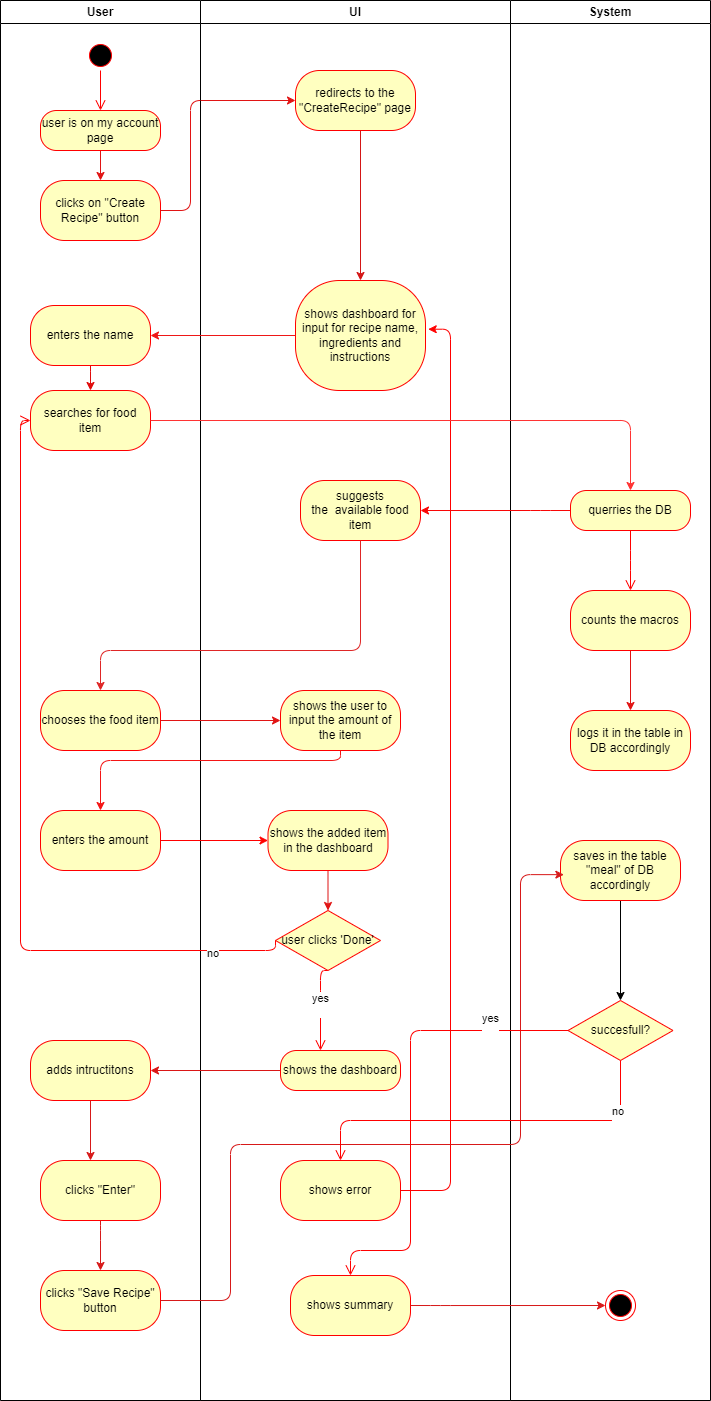 User
UI
System
user is on my account
page
clicks on "Create
Recipe" button
redirects to the
"CreateRecipe" page
shows dashboard for
input for recipe name,
ingredients and
instructions
enters the name
searches for food
item
querries the DB
suggests
the available food
item
counts the macros
logs it in the table in
DB accordingly
chooses the food item
shows the user to
input the amount of
the item
enters the amount
shows the added item
in the dashboard
user clicks 'Done'
no
yes
shows the dashboard
adds intructitons
clicks "Enter"
clicks "Save Recipe"
button
saves in the table
"meal" of DB
accordingly
succesfull?
yes
no
shows error
shows summary